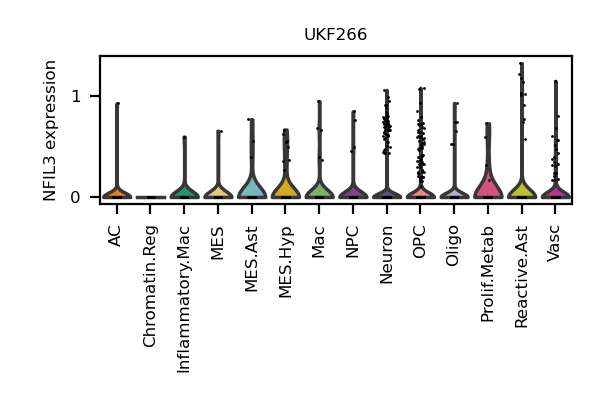 UKF266
NFIL3 expression
1
0
AC
Chromatin.Reg
Inflammatory.Mac
MES
MES.Ast
MES.Hyp
Mac
NPC
Neuron
OPC
Oligo
Prolif.Metab
Reactive.Ast
Vasc